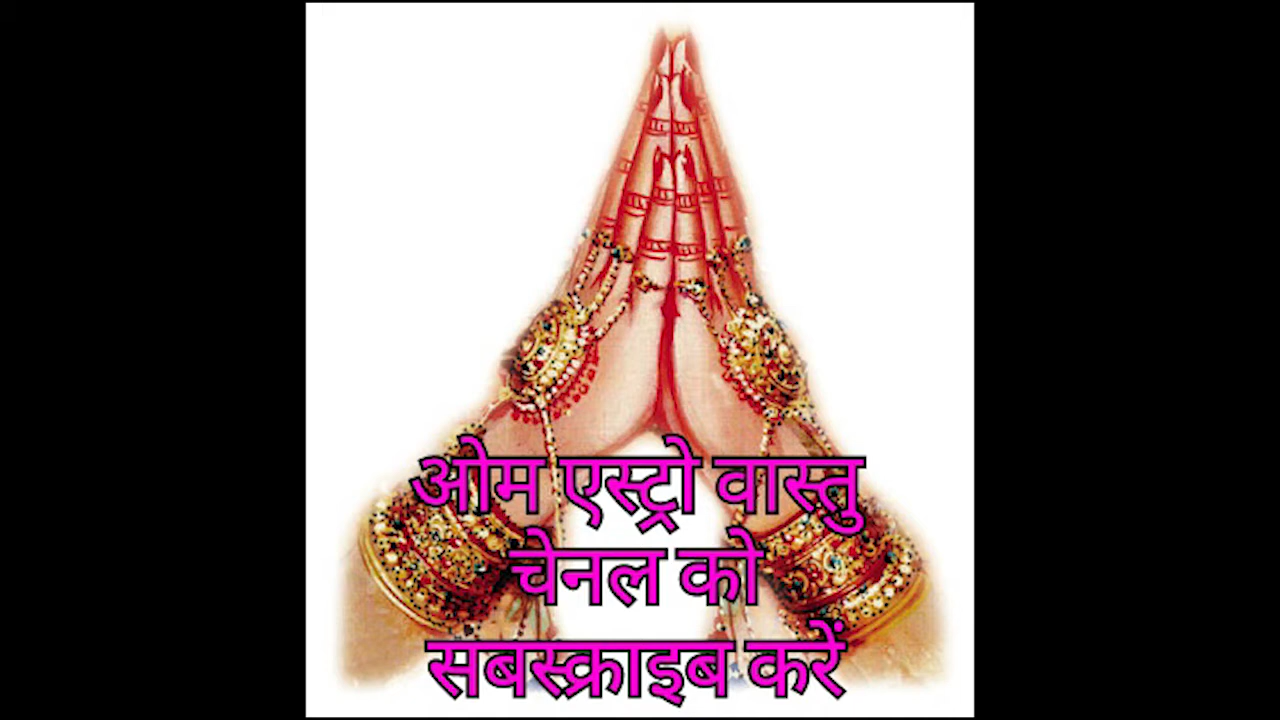 ओम एस्ट्रो वास्तु
चेनल को
सबस्क्राइब करें